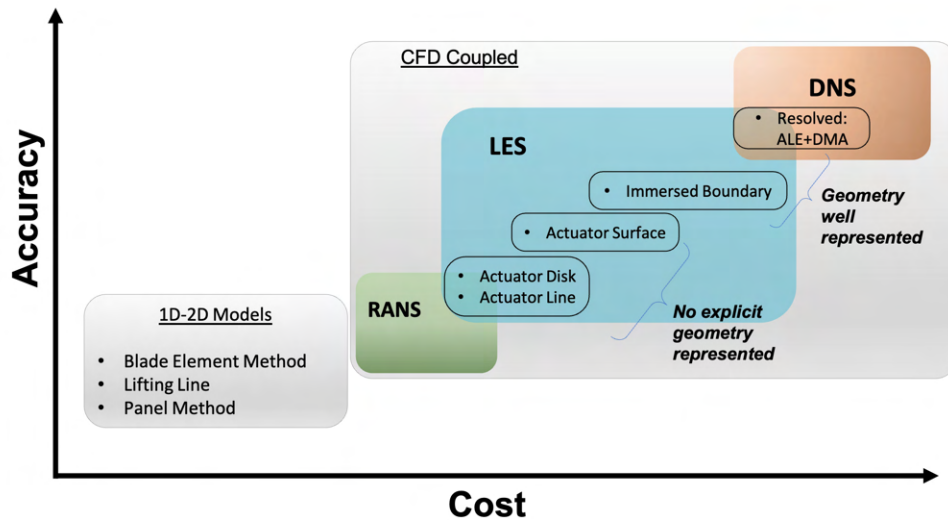 Accuracy
Cost
CFD Coupled
DNS
• Resolved:
ALE+DMA
LES
• Immersed Boundary
Geometry
well
represented
• Actuator Surface
• Actuator Disk
• Actuator Line
No explicit
geometry
represented
RANS
1D-2D Models
• Blade Element Method
• Lifting Line
• Panel Method